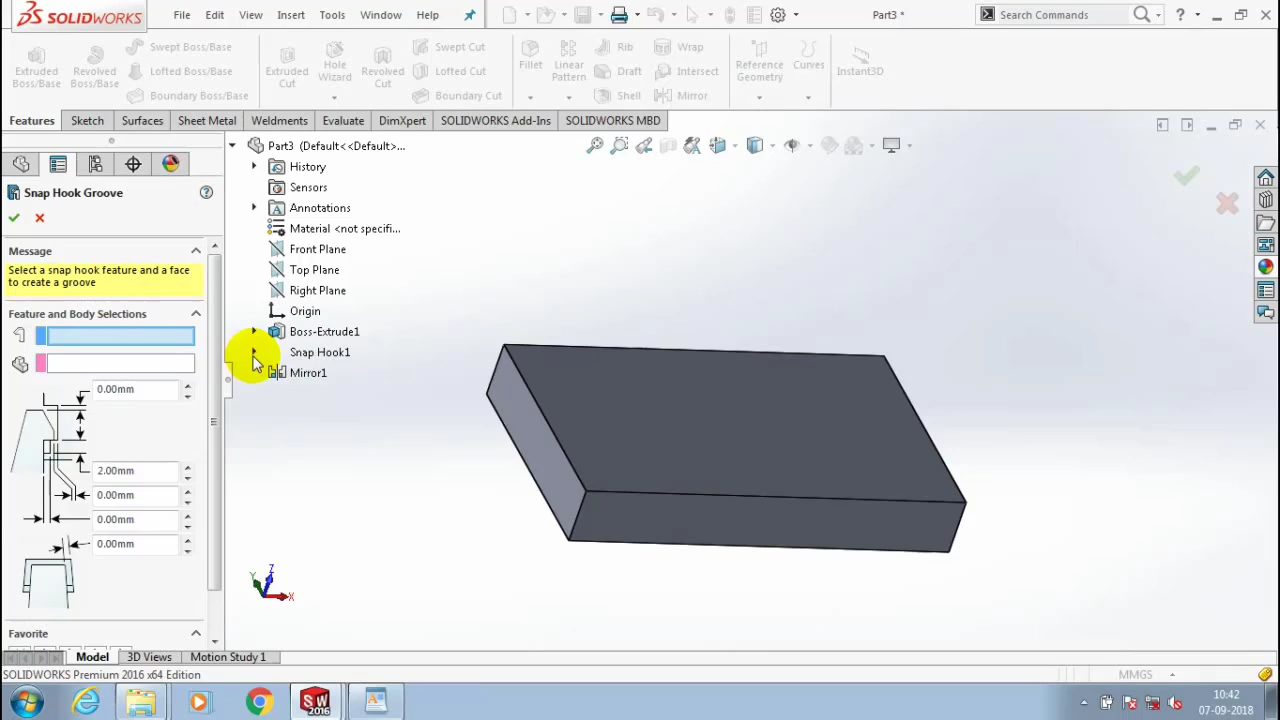 SOLIDWORKS File Edit View Insert Tools Window Help Part3 * Search Commands
Extruded Boss/Base
Revolved Boss/Base
Swept Boss/Base
Lofted Boss/Base
Boundary Boss/Base
Extruded Cut
Hole Wizard
Revolved Cut
Swept Cut
Lofted Cut
Boundary Cut
Fillet
Linear Pattern
Rib
Draft
Shell
Wrap
Intersect
Mirror
Reference Geometry
Curves
Instant3D
Features Sketch Surfaces Sheet Metal Weldments Evaluate DimXpert SOLIDWORKS Add-Ins SOLIDWORKS MBD
Snap Hook Groove
Message
Select a snap hook feature and a face
to create a groove
Feature and Body Selections
0.00mm
2.00mm
0.00mm
0.00mm
0.00mm
Favorite
Part3 (Default<<Default>...
History
Sensors
Annotations
Material <not specifi...
Front Plane
Top Plane
Right Plane
Origin
Boss-Extrude1
Snap Hook1
Mirror1
Z
Y
X
Model 3D Views Motion Study 1
SOLIDWORKS Premium 2016 x64 Edition MMGS
SW
2016
10:42
07-09-2018